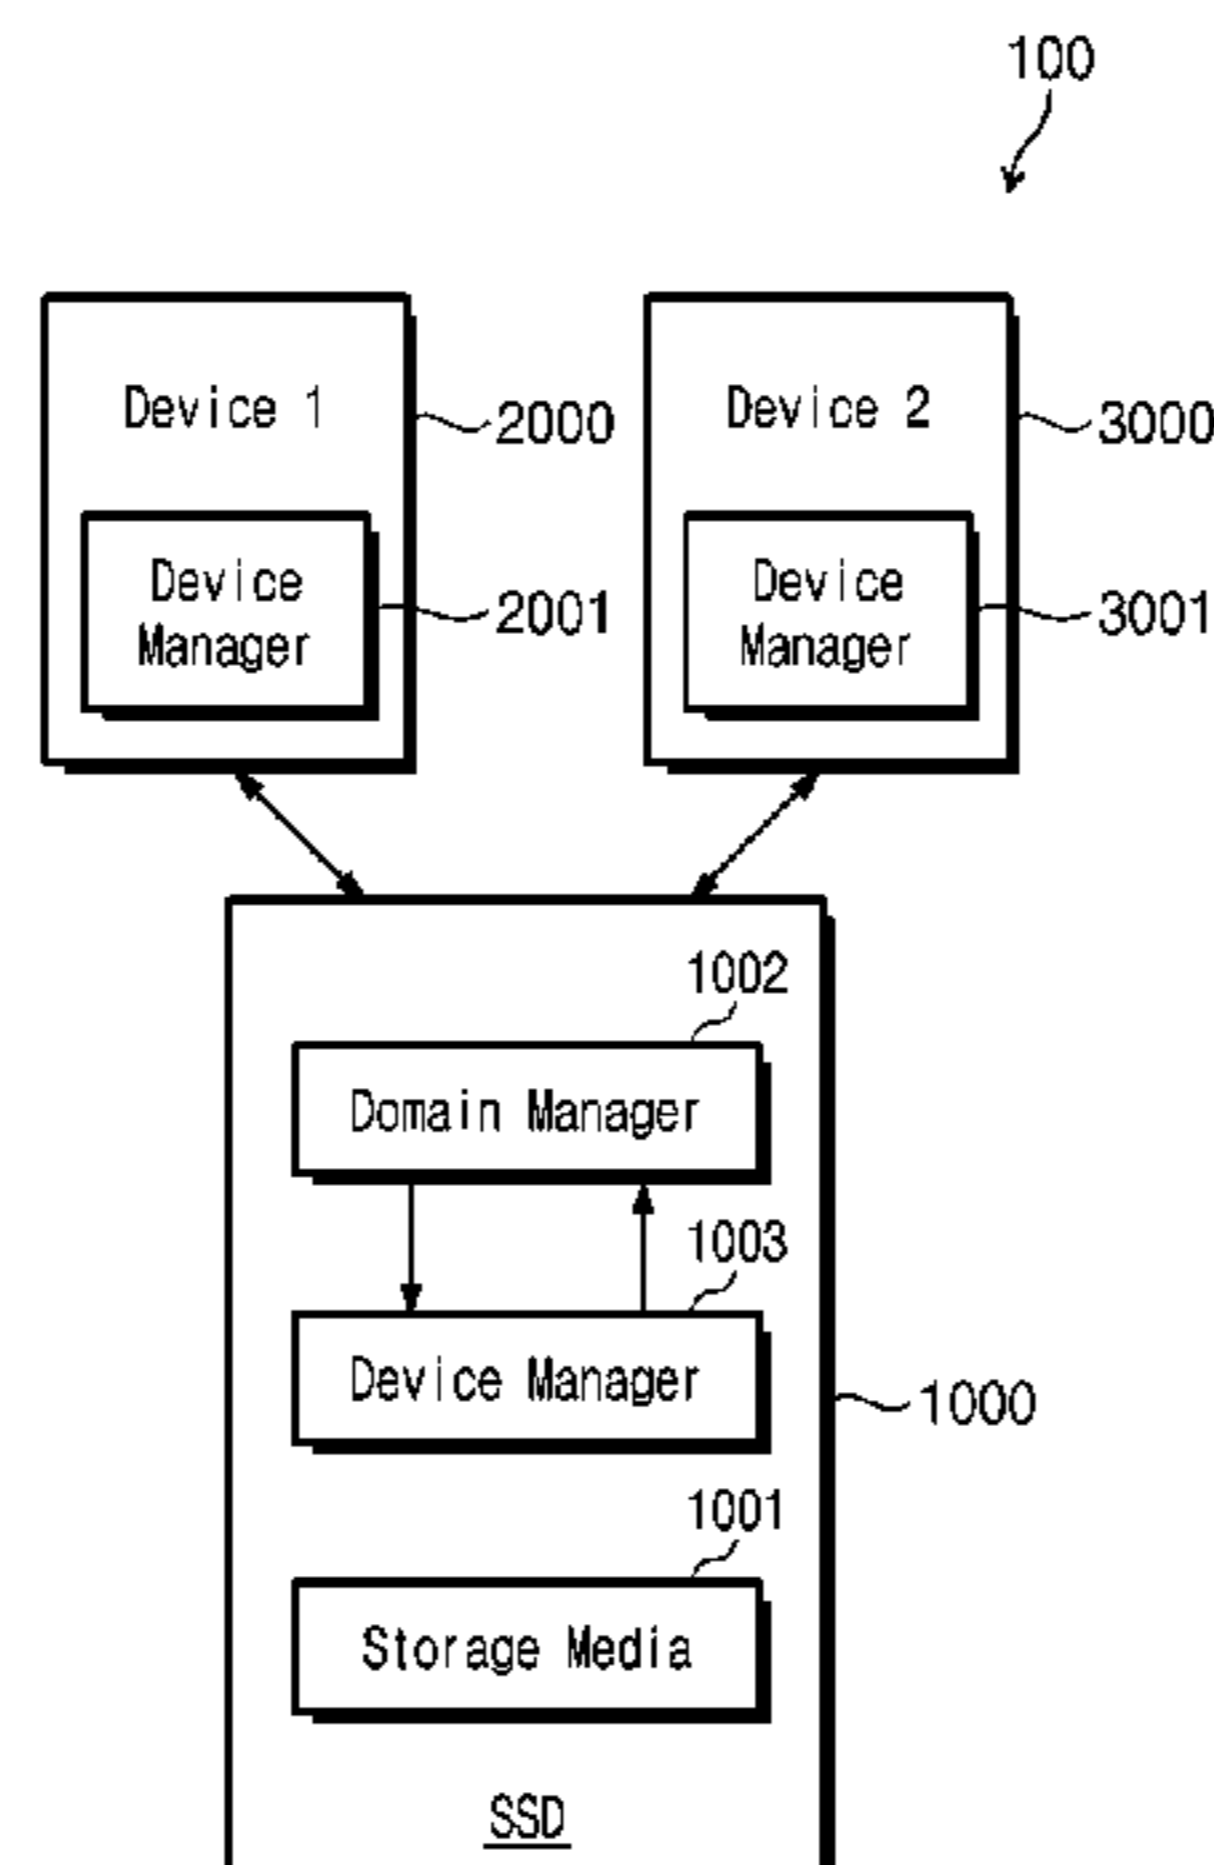 100
Device 1
2000
Device
Manager
2001
Device 2
3000
Device
Manager
3001
1002
Domain Manager
1003
Device Manager
1000
1001
Storage Media
SSD